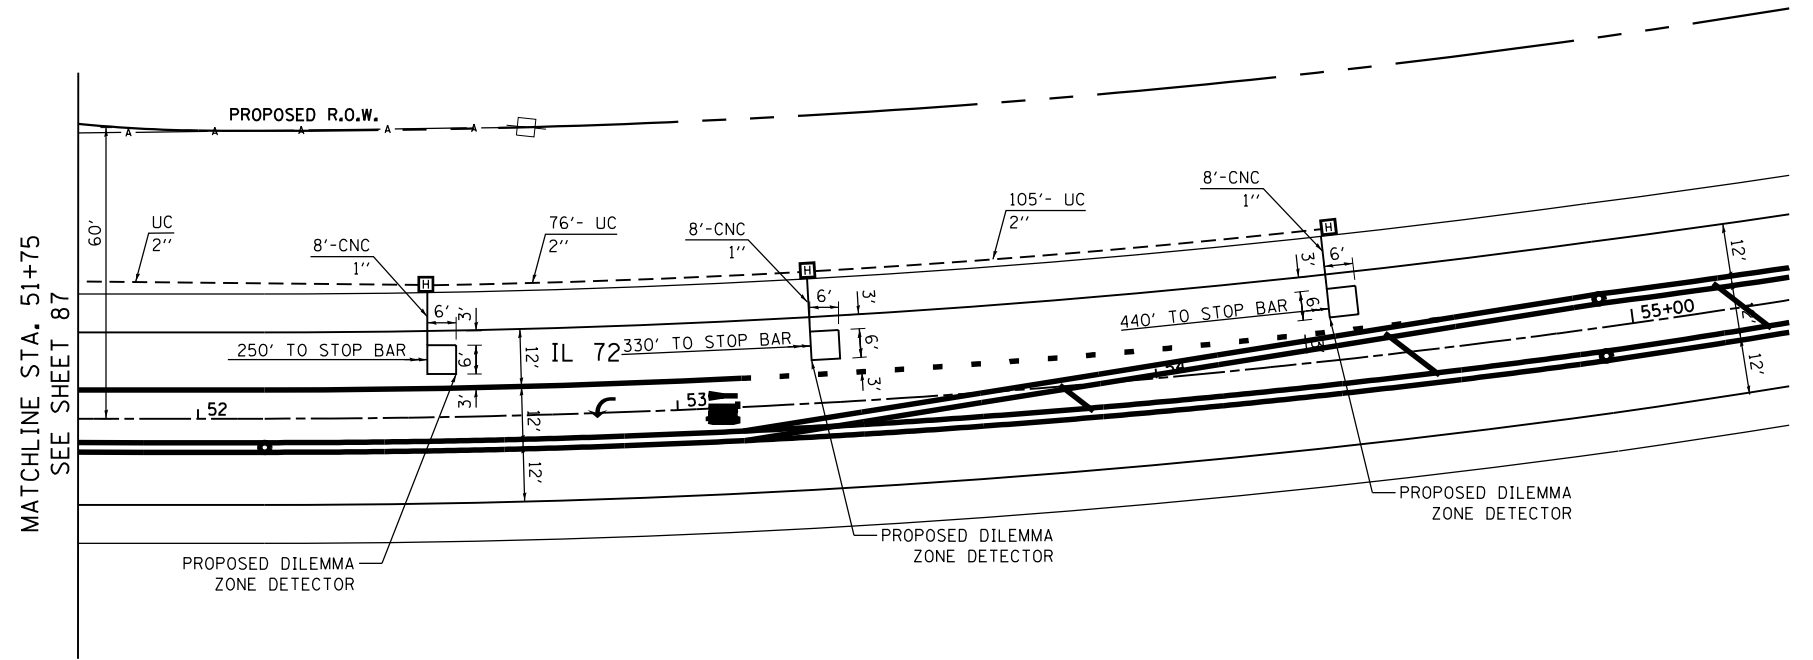 PROPOSED R.O.W.
A A A A A
MATCHLINE STA. 51+75
SEE SHEET 87
60'
UC
2''
8'-CNC
1''
H
76'- UC
2''
8'-CNC
1''
H
105'- UC
2''
8'-CNC
1''
H
6'
3'
6'
3'
250' TO STOP BAR
12'
12'
12'
IL 72
6'
3'
6'
3'
330' TO STOP BAR
6'
3'
6'
3'
440' TO STOP BAR
12'
12'
12'
52
53
54
55+00
PROPOSED DILEMMA
ZONE DETECTOR
PROPOSED DILEMMA
ZONE DETECTOR
PROPOSED DILEMMA
ZONE DETECTOR